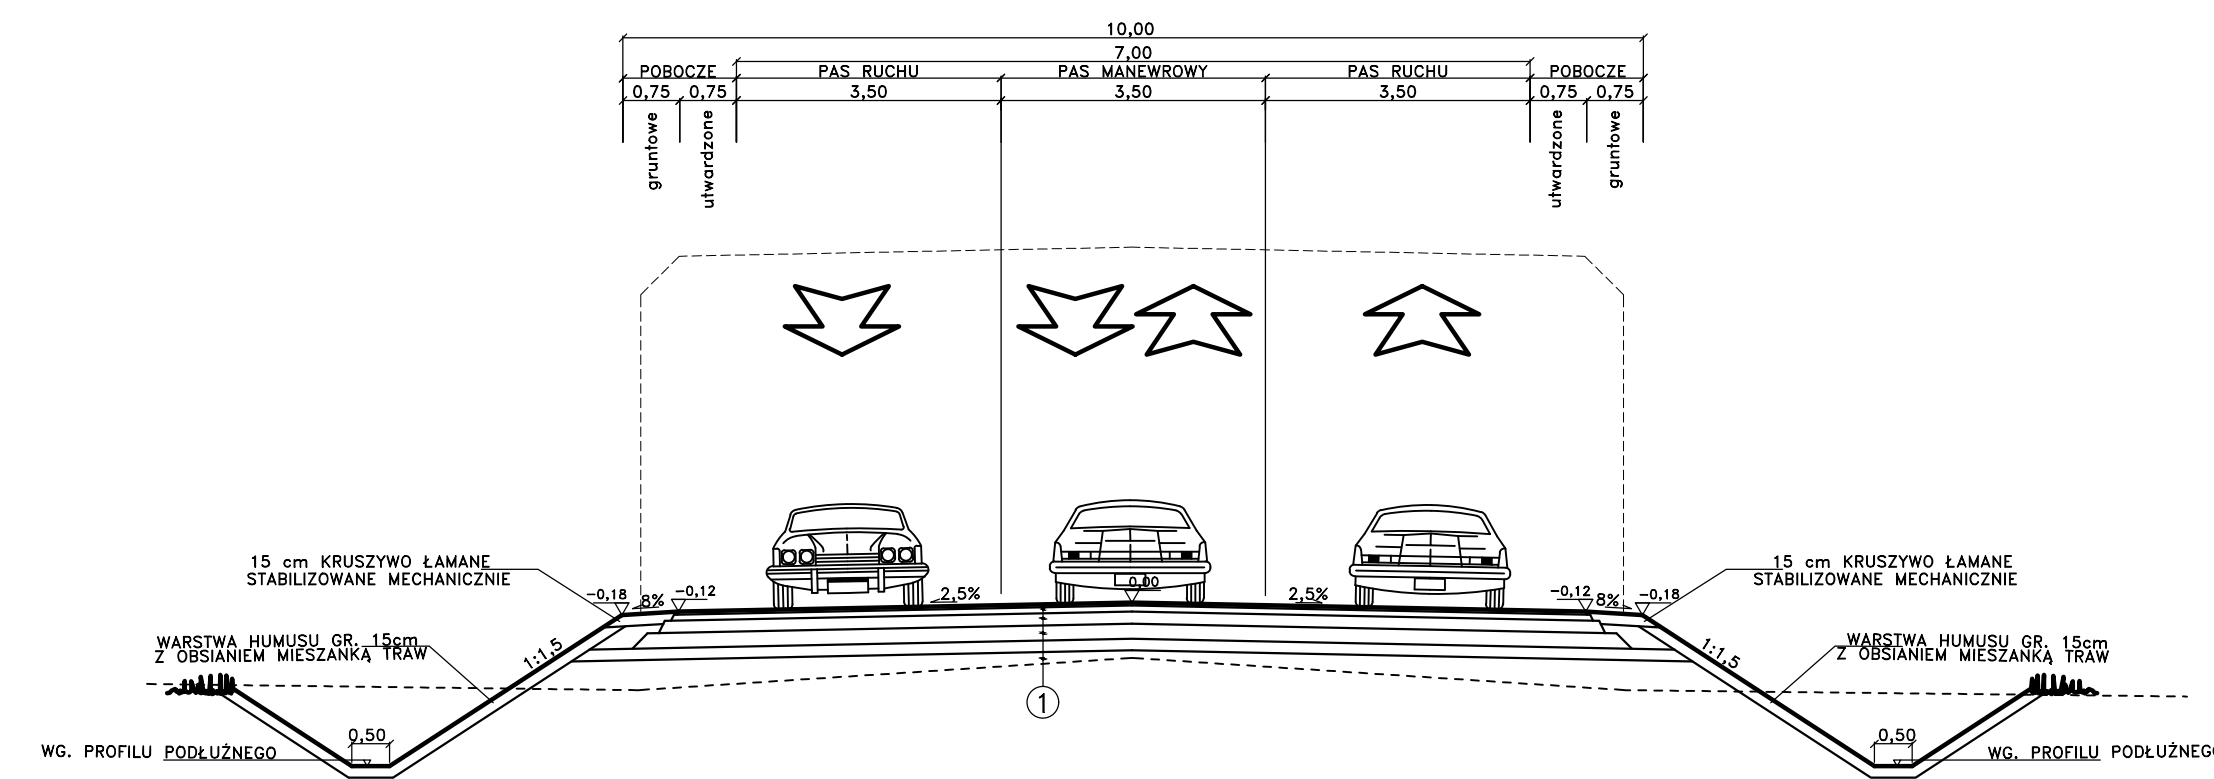 10,00
7,00
POBOCZE PAS RUCHU PAS MANEWROWY PAS RUCHU POBOCZE
0,75 0,75 3,50 3,50 3,50 0,75 0,75
gruntowe utwardzone utwardzone gruntowe
15 cm KRUSZYWO ŁAMANE
STABILIZOWANE MECHANICZNIE
15 cm KRUSZYWO ŁAMANE
STABILIZOWANE MECHANICZNIE
-0,18 8% -0,12 2,5% 0,00 2,5% -0,12 8% -0,18
WARSTWA HUMUSU GR. 15cm
Z OBSIANIEM MIESZANKĄ TRAW
1:1,5 1:1,5
WARSTWA HUMUSU GR. 15cm
Z OBSIANIEM MIESZANKĄ TRAW
1
0,50 0,50
WG. PROFILU PODŁUŻNEGO WG. PROFILU PODŁUŻNEGO